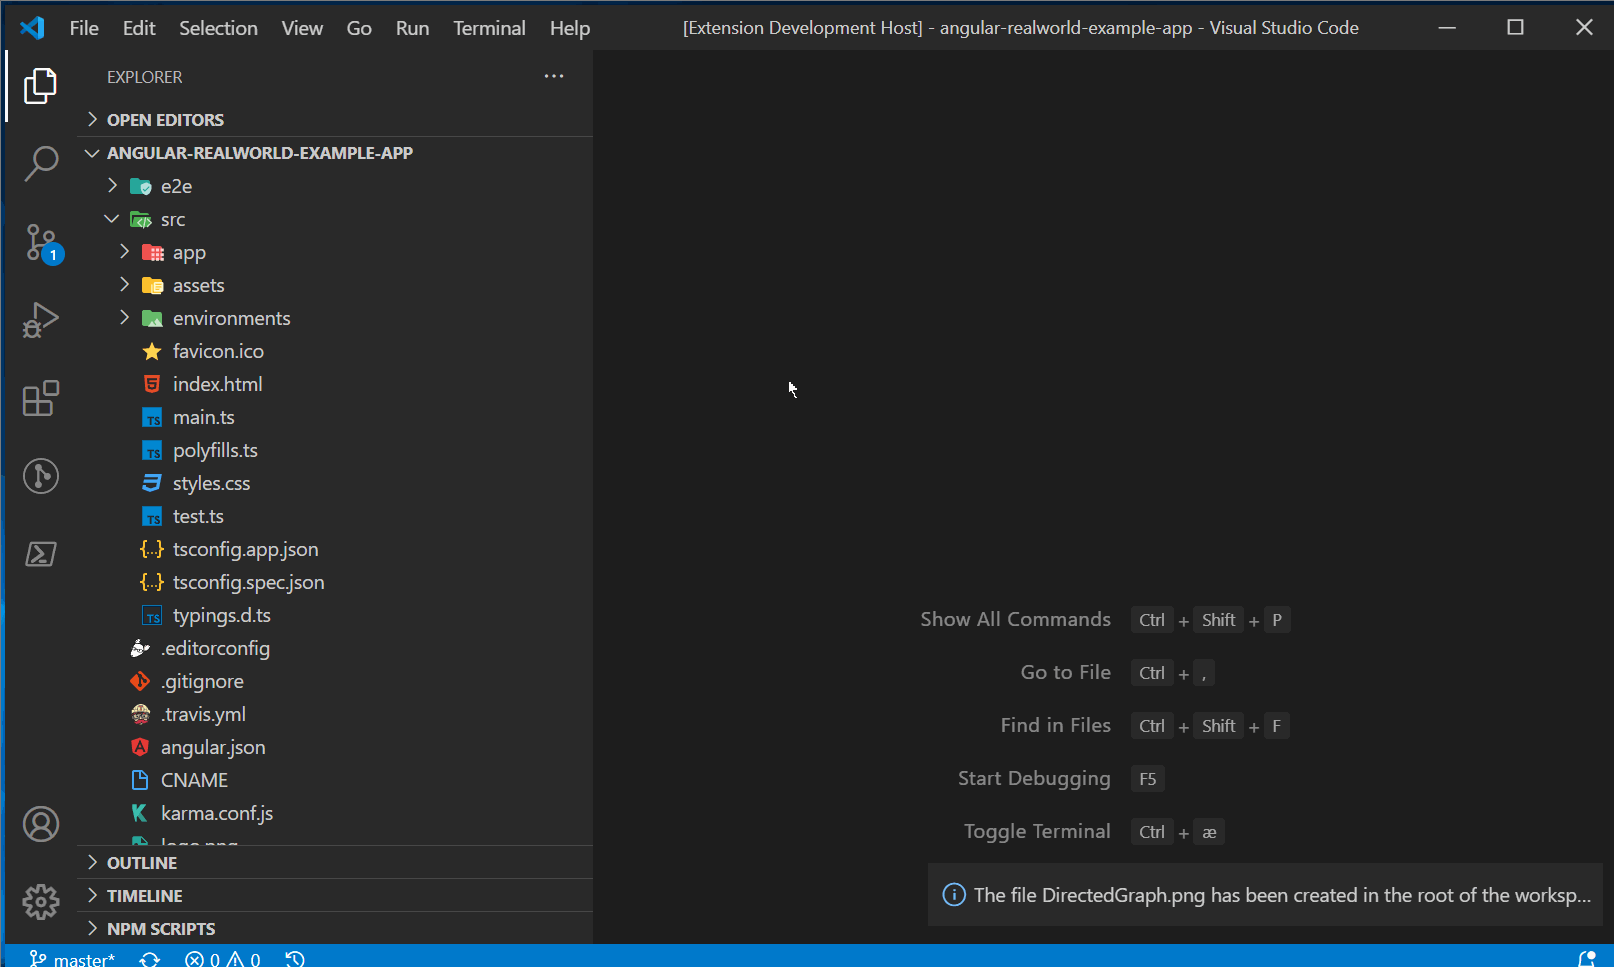 File Edit Selection View Go Run Terminal Help [Extension Development Host] - angular-realworld-example-app - Visual Studio Code
EXPLORER
OPEN EDITORS
ANGULAR-REALWORLD-EXAMPLE-APP
e2e
src
app
assets
environments
favicon.ico
index.html
main.ts
polyfills.ts
styles.css
test.ts
tsconfig.app.json
tsconfig.spec.json
typings.d.ts
.editorconfig
.gitignore
.travis.yml
angular.json
CNAME
karma.conf.js
logo.png
OUTLINE
TIMELINE
NPM SCRIPTS
1
Show All Commands Ctrl + Shift + P
Go to File Ctrl + ,
Find in Files Ctrl + Shift + F
Start Debugging F5
Toggle Terminal Ctrl + æ
The file DirectedGraph.png has been created in the root of the worksp...
master* 0 0